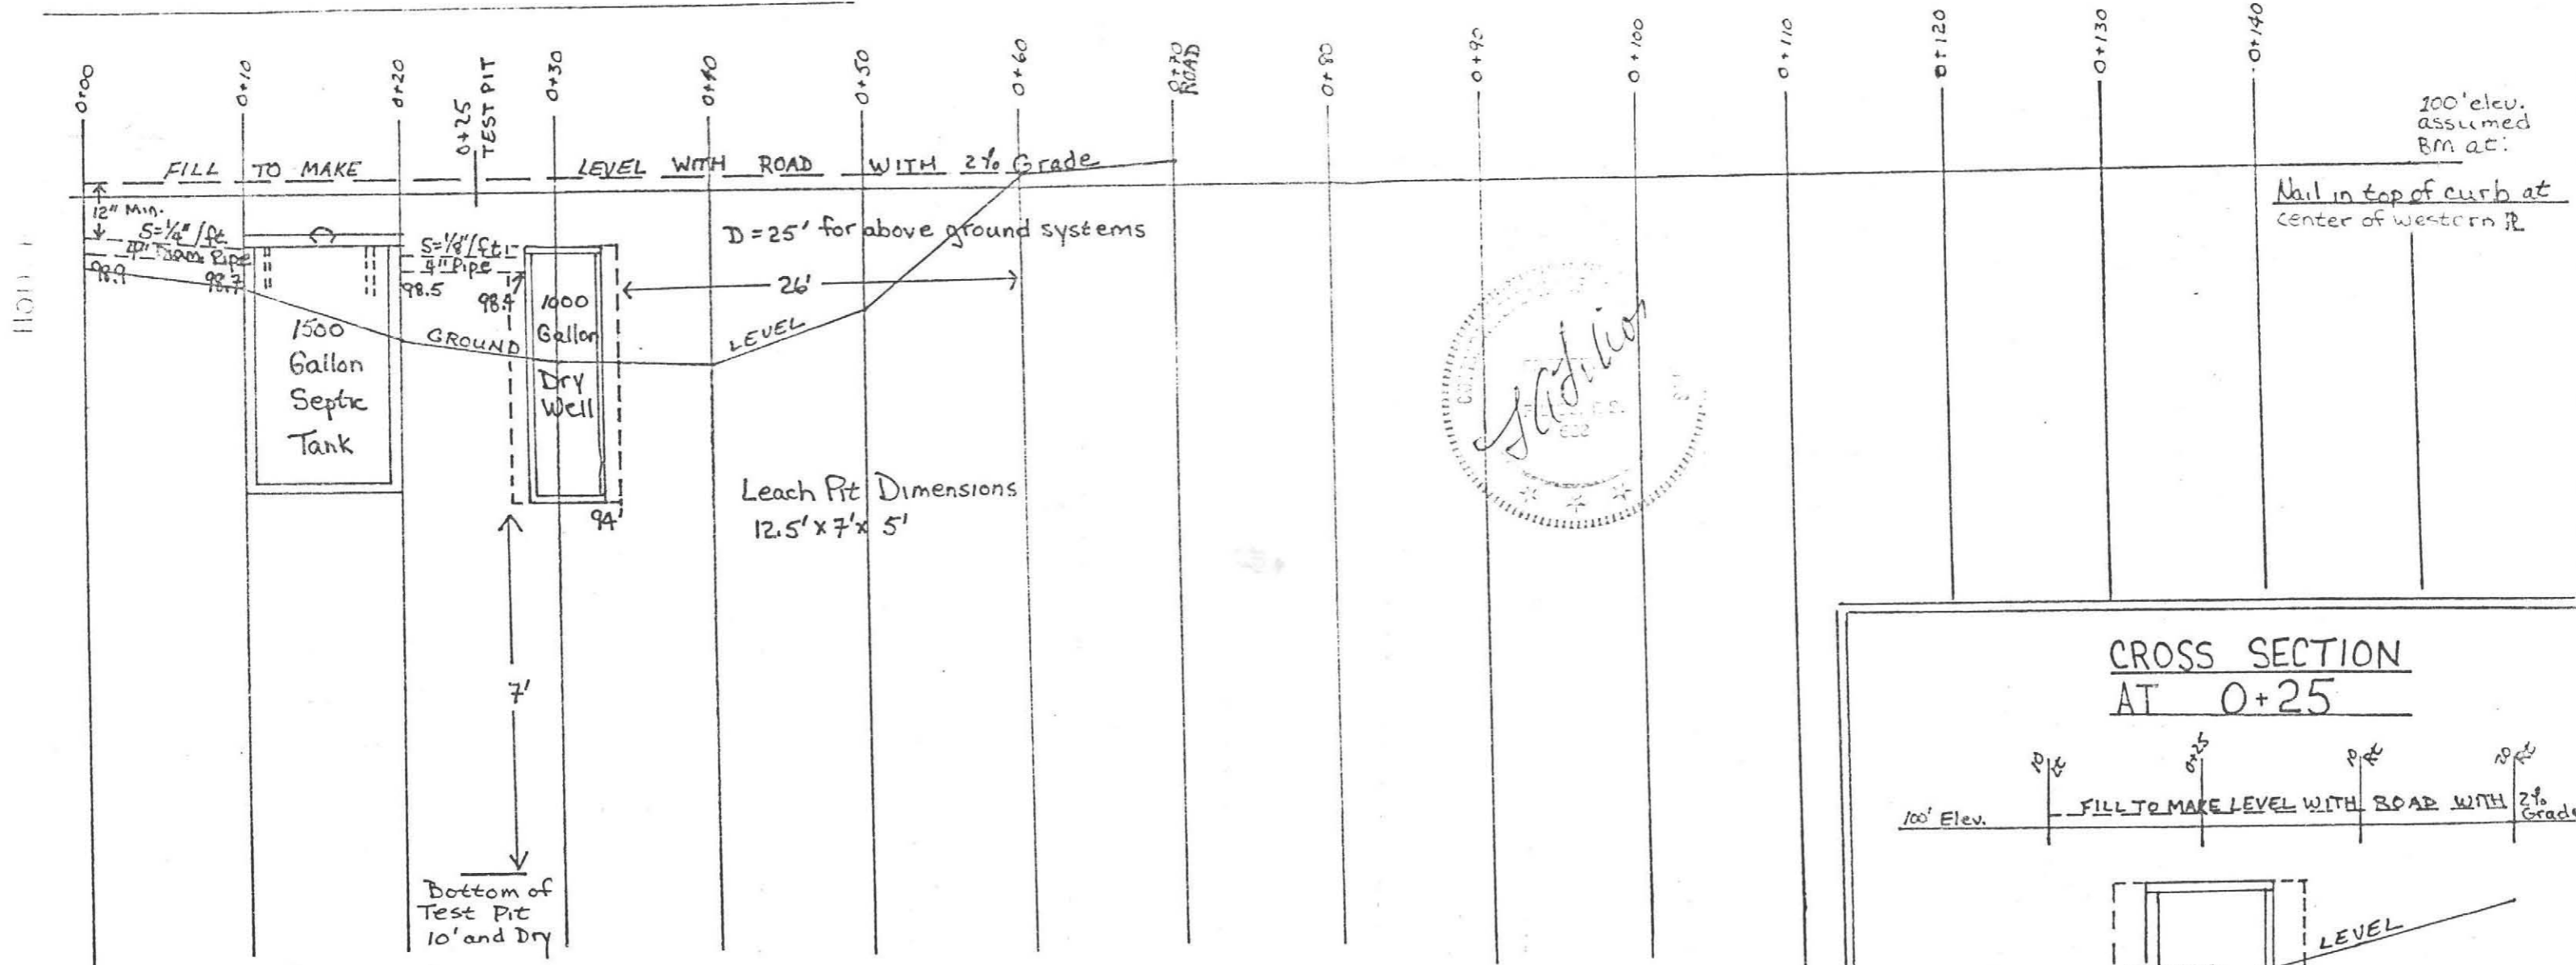 0+00
0+10
0+20
0+25
TEST PIT
0+30
0+40
0+50
0+60
0+70
ROAD
0+80
0+90
0+100
0+110
0+120
0+130
0+140
100' elev.
assumed
BM at:
Nail in top of curb at
center of western PL
FILL TO MAKE LEVEL WITH ROAD WITH 2% Grade
12" Min.
S=1/4"/ft
4" Diam. Pipe
98.9
98.7
S=1/8"/ft
4" Pipe
98.5
98.4
D=25' for above ground systems
26'
1500
Gallon
Septic
Tank
GROUND LEVEL
1000
Gallon
Dry
Well
94'
Leach Pit Dimensions
12.5' x 7' x 5'
7'
Bottom of
Test Pit
10' and Dry
CROSS SECTION
AT 0+25
0+25
100' Elev.
FILL TO MAKE LEVEL WITH ROAD WITH 2%
Grade
LEVEL